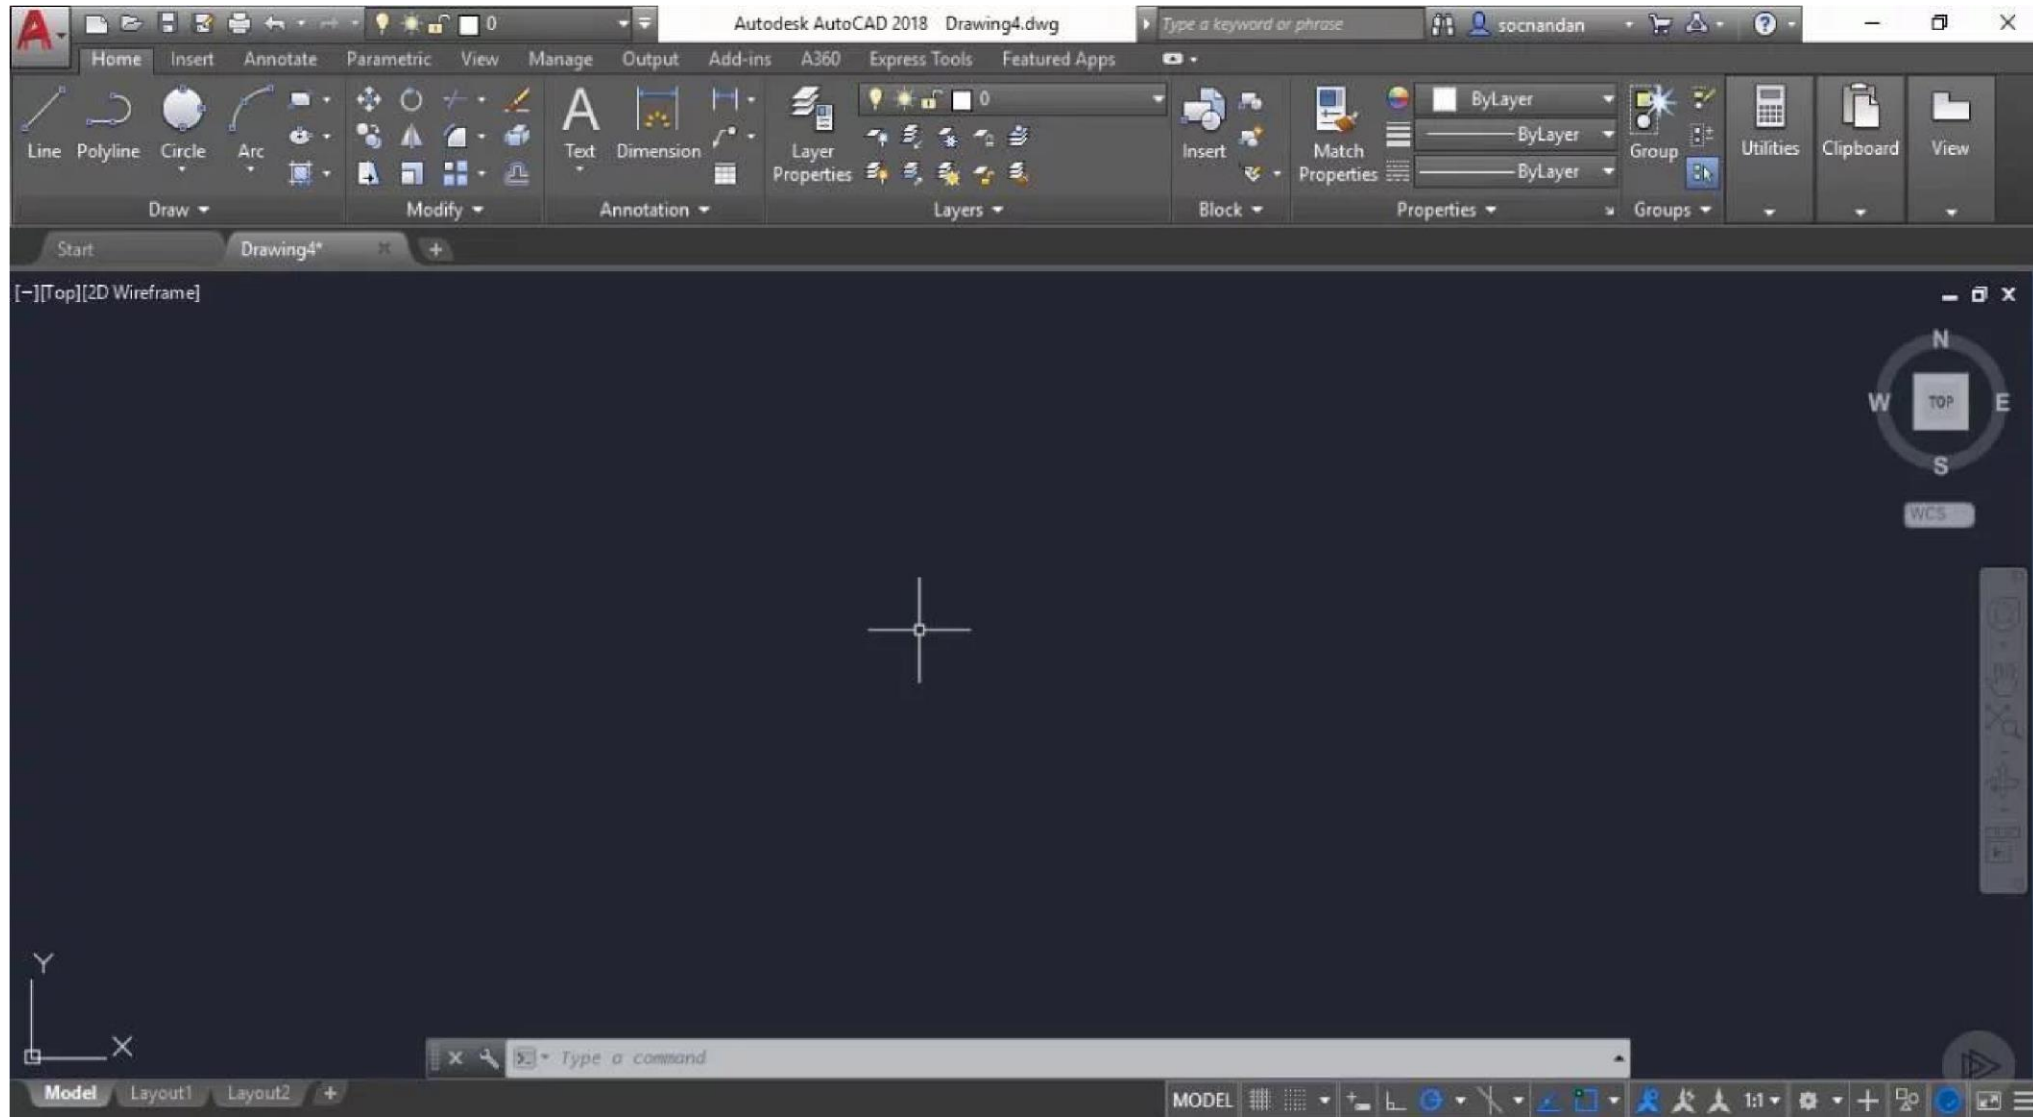 0 Autodesk AutoCAD 2018 Drawing4.dwg Type a keyword or phrase socnandan
Home Insert Annotate Parametric View Manage Output Add-ins A360 Express Tools Featured Apps
0 ByLayer
Line Polyline Circle Arc Text Dimension Layer Properties Insert Match Properties ByLayer Group Utilities Clipboard View
ByLayer
Draw Modify Annotation Layers Block Properties Groups
Start Drawing4* +
[−][Top][2D Wireframe]
N
W TOP E
S
WCS
Y
X
Type a command
Model Layout1 Layout2 + MODEL 1:1